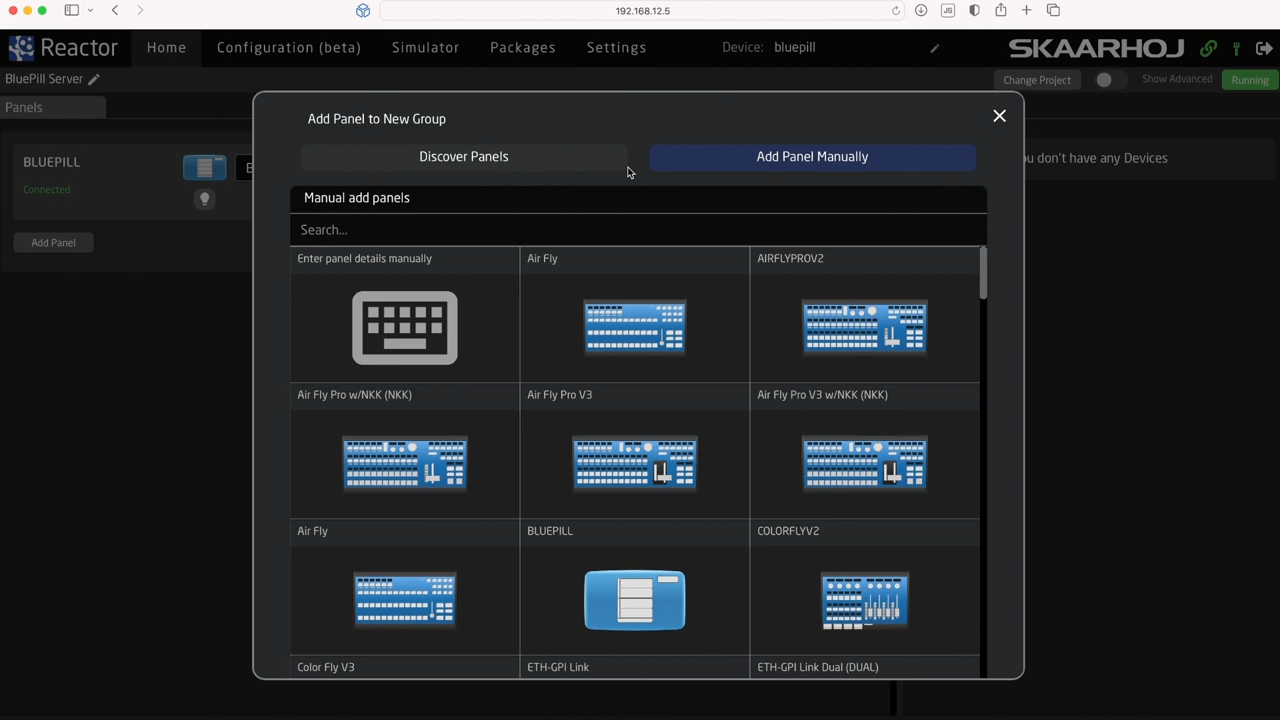 192.168.12.5
JS
Reactor
Home
Configuration (beta)
Simulator
Packages
Settings
Device: bluepill
SKAARHOJ
BluePill Server
Change Project
Show Advanced
Running
Panels
BLUEPILL
Connected
Add Panel
Add Panel to New Group
Discover Panels
Add Panel Manually
u don't have any Devices
Manual add panels
Search...
Enter panel details manually
Air Fly
AIRFLYPROV2
Air Fly Pro w/NKK (NKK)
Air Fly Pro V3
Air Fly Pro V3 w/NKK (NKK)
Air Fly
BLUEPILL
COLORFLYV2
Color Fly V3
ETH-GPI Link
ETH-GPI Link Dual (DUAL)